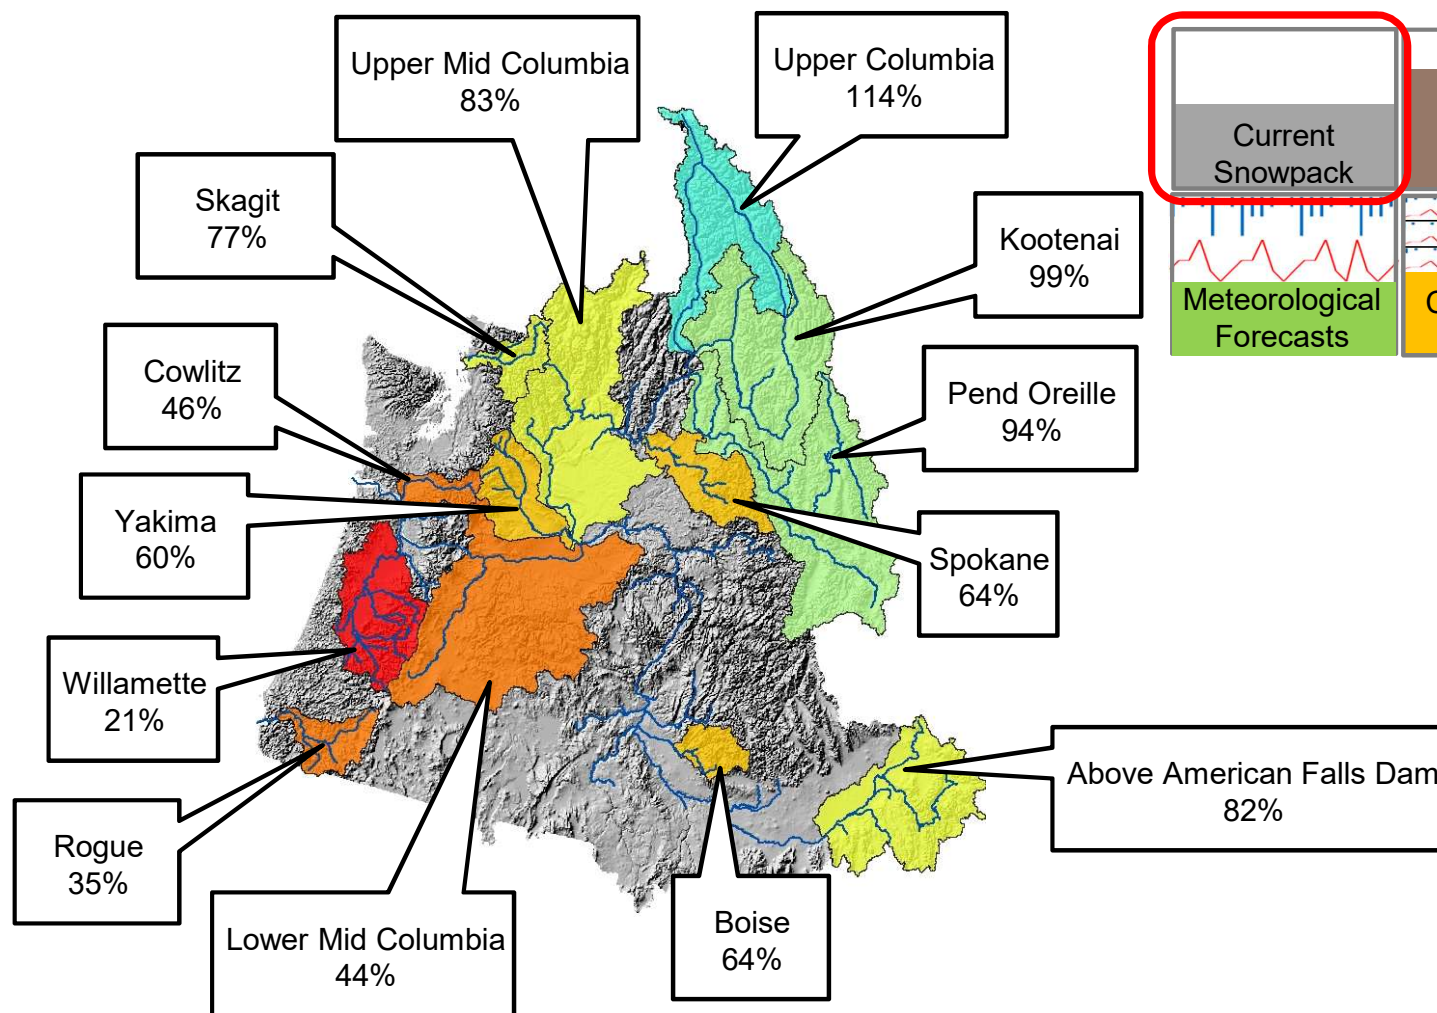 Upper Mid Columbia
83%
Upper Columbia
114%
Current
Snowpack
Skagit
77%
Kootenai
99%
Meteorological
Forecasts
Cowlitz
46%
Pend Oreille
94%
Yakima
60%
Spokane
64%
Willamette
21%
Above American Falls Dam
82%
Rogue
35%
Lower Mid Columbia
44%
Boise
64%